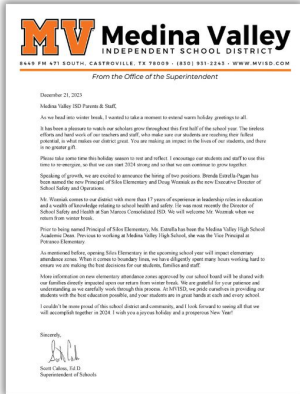 MV Medina Valley
INDEPENDENT SCHOOL DISTRICT
8449 FM 471 SOUTH, CASTROVILLE, TX 78009 · (830) 931-2243 · WWW.MVISD.COM
From the Office of the Superintendent
December 21, 2023
Medina Valley ISD Parents & Staff,
As we head into winter break, I wanted to take a moment to extend warm holiday greetings to all.
It has been a pleasure to watch our scholars grow throughout this first half of the school year. The tireless
efforts and hard work of our teachers and staff, who make sure our students are reaching their fullest
potential, is what makes our district great. You are making an impact in the lives of our students, and there
is no greater gift.
Please take some time this holiday season to rest and reflect. I encourage our students and staff to use this
time to re-energize, so that we can start 2024 strong and so that we can continue to grow together.
Speaking of growth, we are excited to announce the hiring of two positions. Brenda Estrella-Pagan has
been named the new Principal of Silos Elementary and Doug Wozniak as the new Executive Director of
School Safety and Operations.
Mr. Wozniak comes to our district with more than 17 years of experience in leadership roles in education
and a wealth of knowledge relating to school health and safety. He was most recently the Director of
School Safety and Health at San Marcos Consolidated ISD. We will welcome Mr. Wozniak when we
return from winter break.
Prior to being named Principal of Silos Elementary, Ms. Estrella has been the Medina Valley High School
Academic Dean. Previous to working at Medina Valley High School, she was the Vice Principal at
Potranco Elementary.
As mentioned before, opening Silos Elementary in the upcoming school year will impact elementary
attendance zones. When it comes to boundary lines, we have diligently spent many hours working hard to
ensure we are making the best decisions for our students, families and staff.
More information on new elementary attendance zones approved by our school board will be shared with
our families directly impacted upon our return from winter break. We are grateful for your patience and
understanding as we carefully work through this process. At MVISD, we pride ourselves in providing our
students with the best education possible, and your students are in great hands at each and every school.
I couldn't be more proud of this school district and community, and I look forward to seeing all that we
will accomplish together in 2024. I wish you a joyous holiday and a prosperous New Year!
Sincerely,
Scott Caloss, Ed.D.
Superintendent of Schools